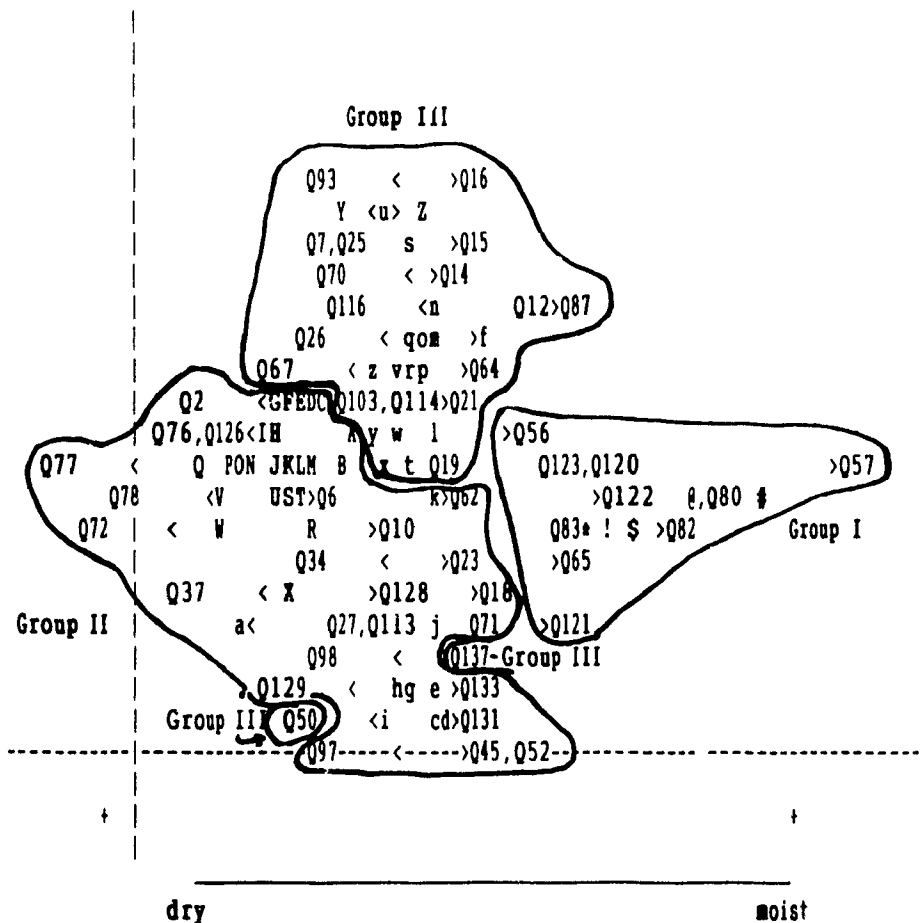 Group III
Q93 < >Q16
Y <u> Z
Q7,Q25 s >Q15
Q70 < >Q14
Q116 <n Q12>Q87
Q26 < qom >f
Q67 < z vrp >Q64
Q2 <GFEDC Q103,Q114>Q21
Q76,Q126<IH y w l >Q56
Q77 < Q PON JKLM B t Q19 Q123,Q120 >Q57
Q78 <V UST>Q6 k>Q62 >Q122 @,Q80 #
Q72 < W R >Q10 Q83* ! $ >Q82 Group I
Q34 < >Q23 >Q65
Q37 < X >Q128 >Q18
Group II a< Q27,Q113 j Q71 >Q121
Q98 < Q137-Group III
Q129 < hg e >Q133
Group III Q50 <i cd>Q131
Q97-----<----->Q45,Q52
+ +
dry moist